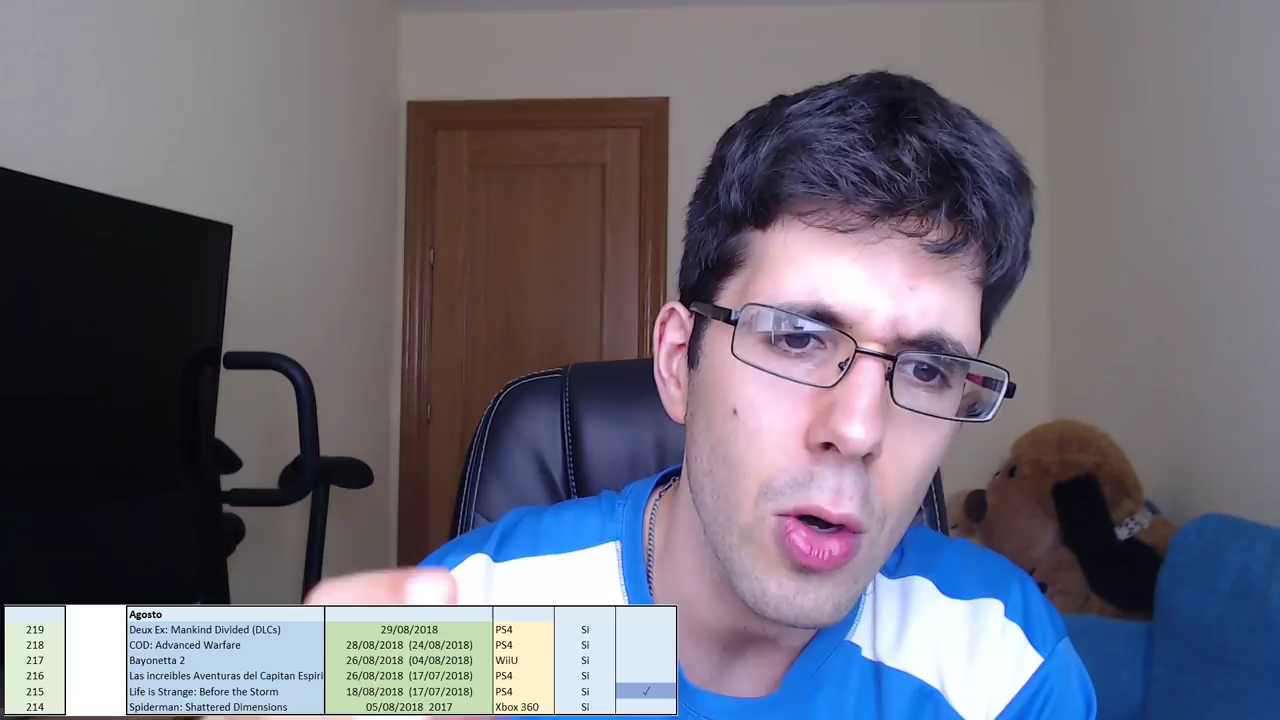 Agosto
219 Deux Ex: Mankind Divided (DLCs) 29/08/2018 PS4 Si
218 COD: Advanced Warfare 28/08/2018 (24/08/2018) PS4 Si
217 Bayonetta 2 26/08/2018 (04/08/2018) WiiU Si
216 Las increibles Aventuras del Capitan Espiri 26/08/2018 (17/07/2018) PS4 Si
215 Life is Strange: Before the Storm 18/08/2018 (17/07/2018) PS4 Si ✓
214 Spiderman: Shattered Dimensions 05/08/2018 2017 Xbox 360 Si